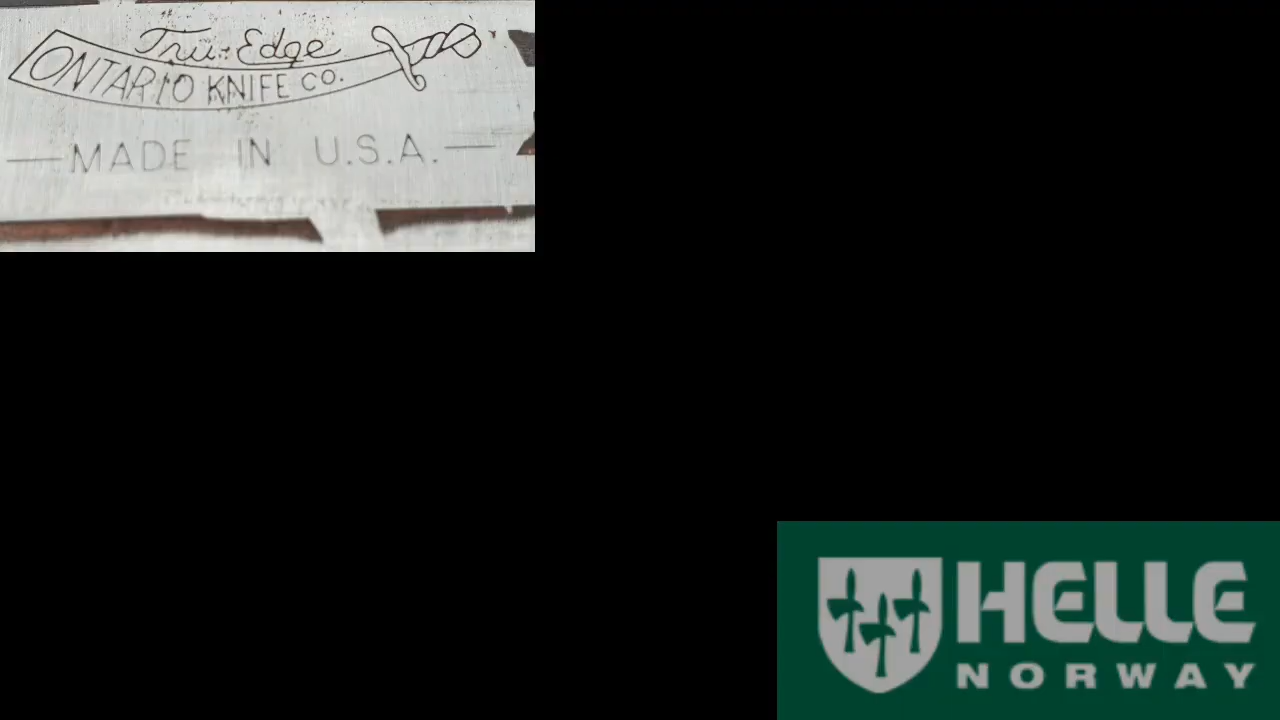 Tru-Edge
ONTARIO KNIFE CO.
—MADE IN U.S.A.—
HELLE
NORWAY